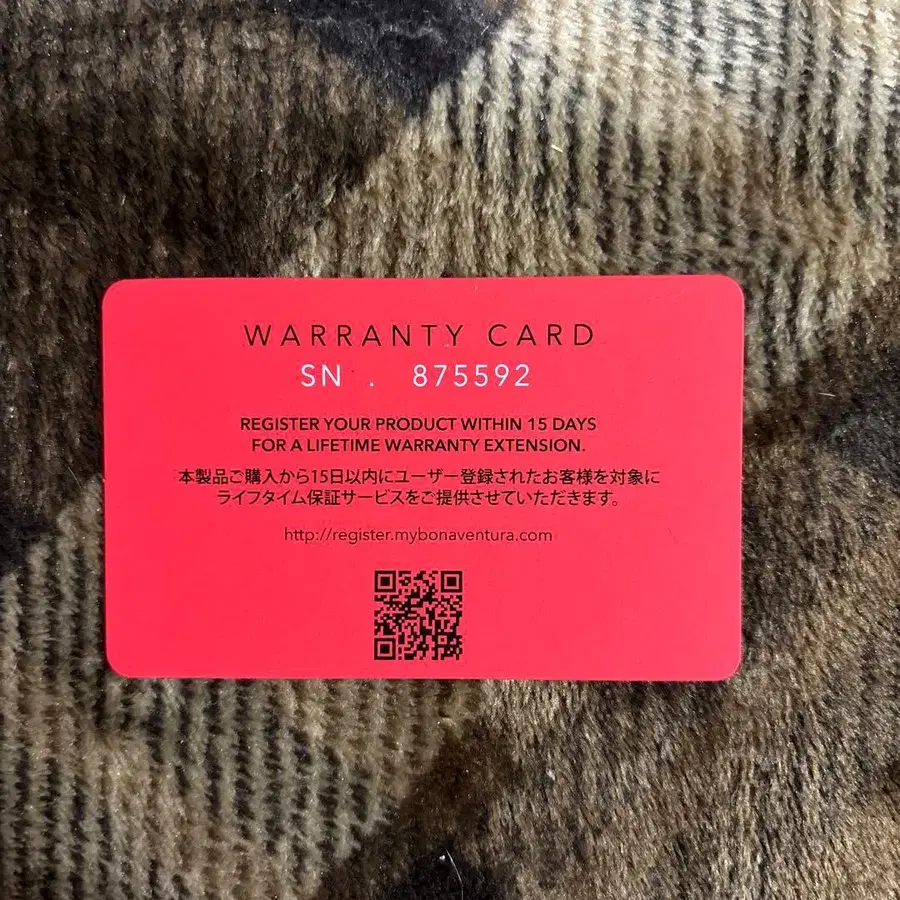 WARRANTY CARD
SN . 875592
REGISTER YOUR PRODUCT WITHIN 15 DAYS
FOR A LIFETIME WARRANTY EXTENSION.
本製品ご購入から15日以内にユーザー登録されたお客様を対象に
ライフタイム保証サービスをご提供させていただきます。
http://register.mybonaventura.com